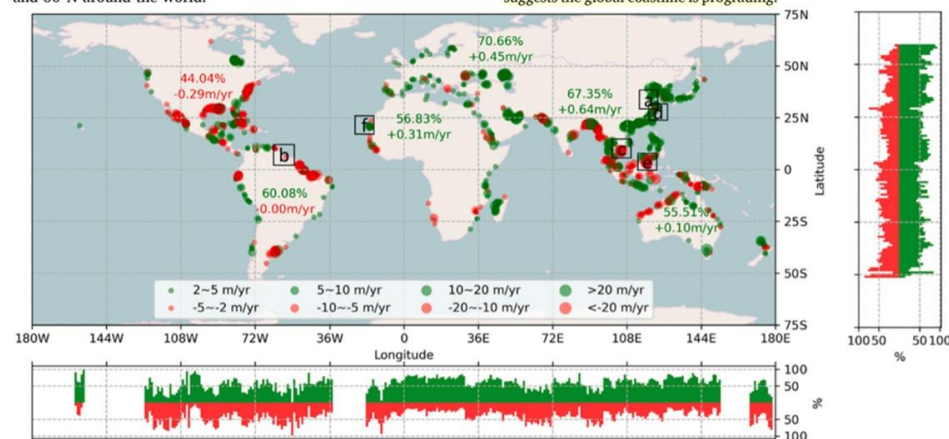 and 60°N around the world.
suggests the global coastline is prograding.
75N
70.66%
+0.45m/yr
50N
44.04%
-0.29m/yr
67.35%
+0.64m/yr
a
d
25N
56.83%
+0.31m/yr
f
b
c
e
0
Latitude
60.08%
-0.00m/yr
55.51%
+0.10m/yr
25S
50S
2~5 m/yr 5~10 m/yr 10~20 m/yr >20 m/yr
-5~-2 m/yr -10~-5 m/yr -20~-10 m/yr <-20 m/yr
75S
180W 144W 108W 72W 36W 0 36E 72E 108E 144E 180E
Longitude
100 50 50 100
%
100
50
%
50
100